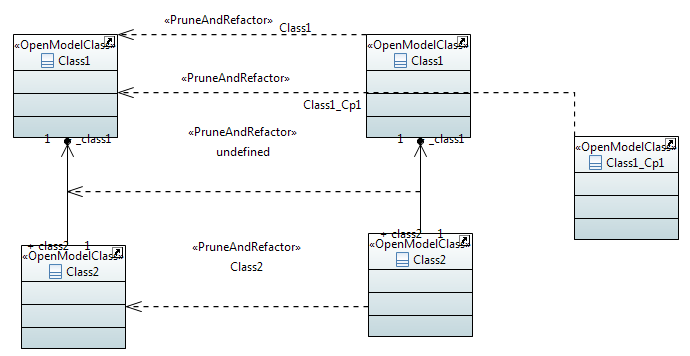 «PruneAndRefactor»
Class1
«OpenModelClass»
Class1
«OpenModelClass»
Class1
«PruneAndRefactor»
Class1_Cp1
1 _class1
«PruneAndRefactor»
undefined
1 _class1
«OpenModelClass»
Class1_Cp1
+ class2 1
«OpenModelClass»
Class2
«PruneAndRefactor»
Class2
+ class2 1
«OpenModelClass»
Class2